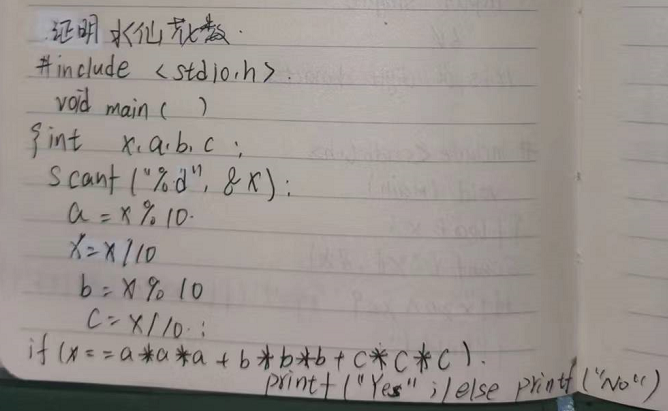 证明水仙花数.
#include <stdio.h>.
void main( )
{int x,a,b,c;
scanf("%d", &x);
a=x%10.
x=x/10
b=x%10
c=x/10.;
if(x==a*a*a+b*b*b+c*c*c).
printf("Yes";/else printf("No")